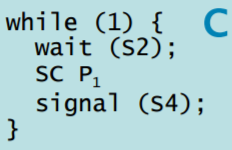 while (1) { C
wait (S2);
SC P₁
signal (S4);
}